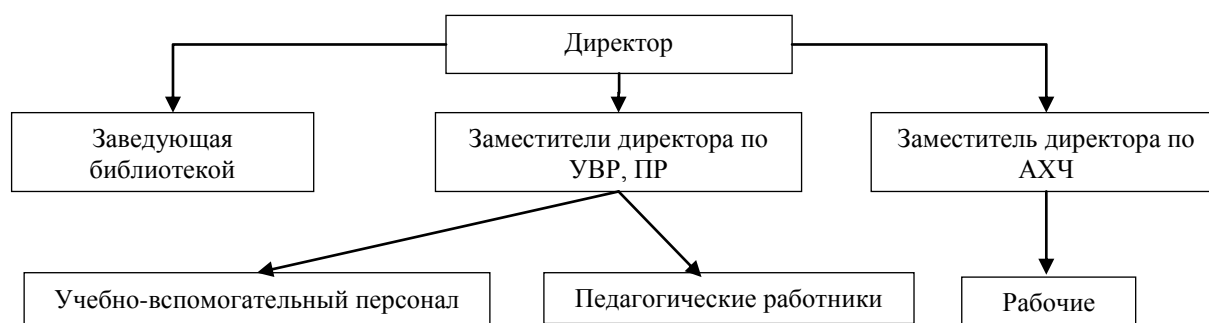 Директор
Заведующая
библиотекой
Заместители директора по
УВР, ПР
Заместитель директора по
АХЧ
Учебно-вспомогательный персонал
Педагогические работники
Рабочие